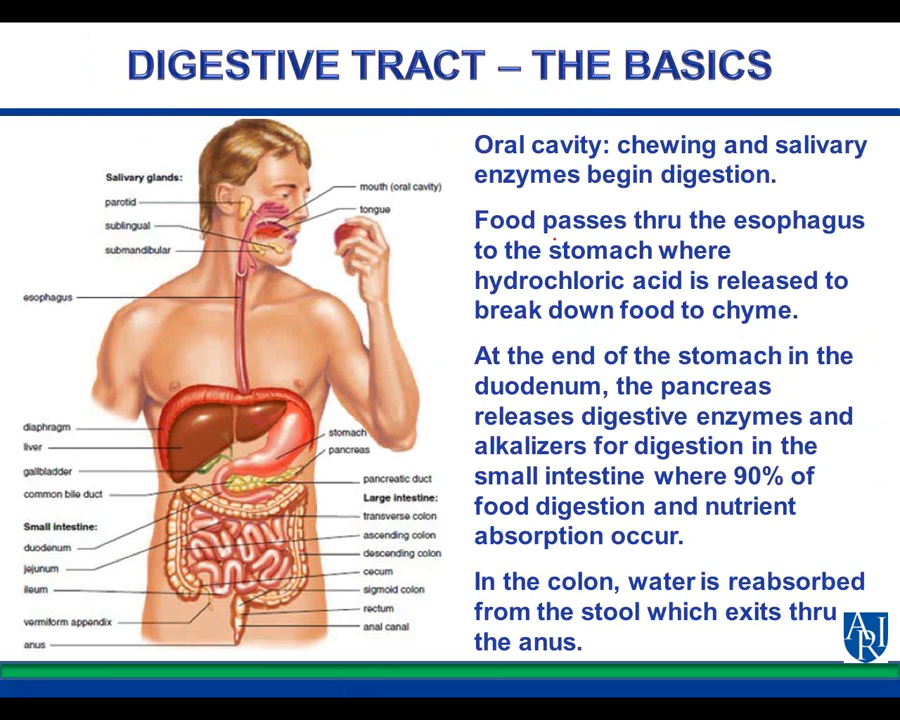 DIGESTIVE TRACT – THE BASICS
Salivary glands:
parotid
sublingual
submandibular
mouth (oral cavity)
tongue
esophagus
diaphragm
liver
gallbladder
common bile duct
Small intestine:
duodenum
jejunum
ileum
vermiform appendix
anus
stomach
pancreas
pancreatic duct
Large intestine:
transverse colon
ascending colon
descending colon
cecum
sigmoid colon
rectum
anal canal
Oral cavity: chewing and salivary
enzymes begin digestion.
Food passes thru the esophagus
to the stomach where
hydrochloric acid is released to
break down food to chyme.
At the end of the stomach in the
duodenum, the pancreas
releases digestive enzymes and
alkalizers for digestion in the
small intestine where 90% of
food digestion and nutrient
absorption occur.
In the colon, water is reabsorbed
from the stool which exits thru
the anus.
A R I